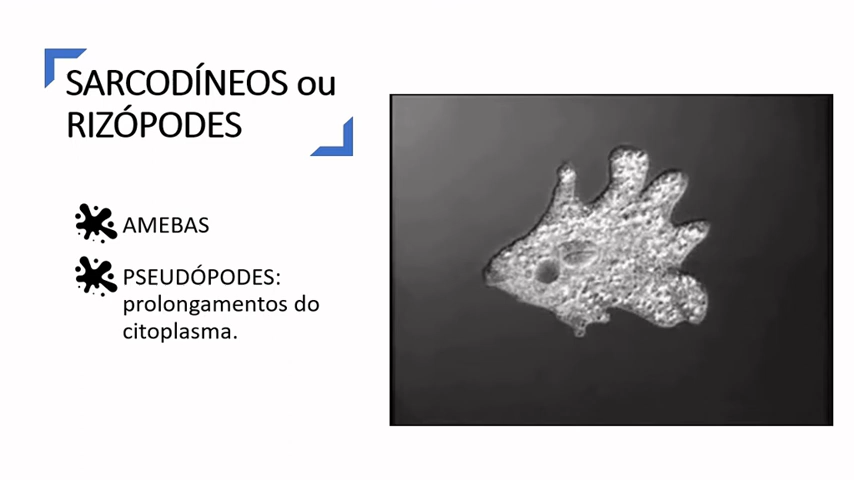 SARCODÍNEOS ou
RIZÓPODES
AMEBAS
PSEUDÓPODES:
prolongamentos do
citoplasma.